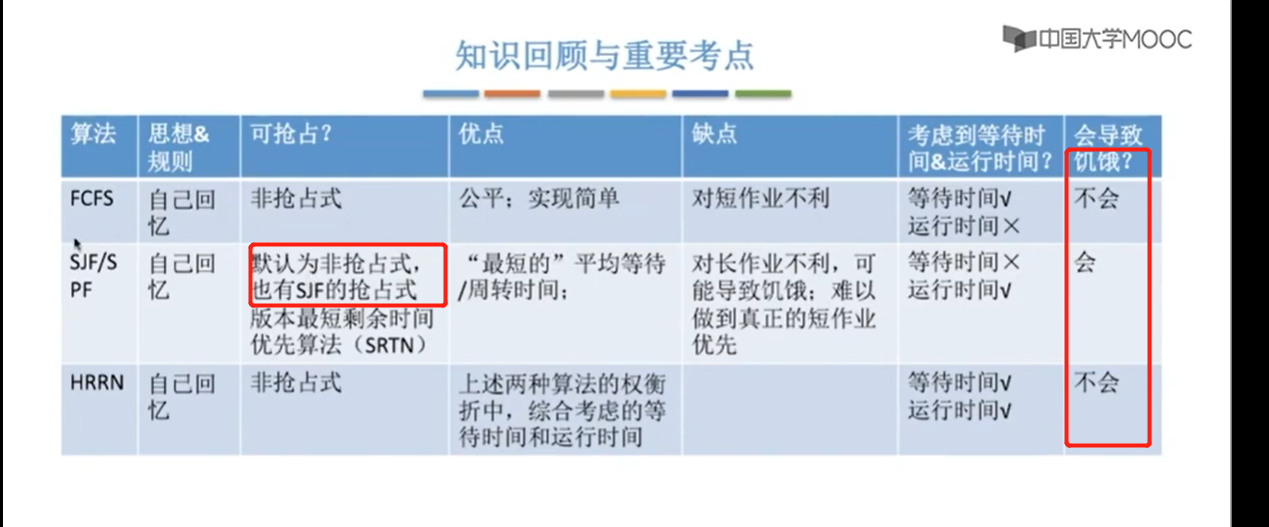 中国大学MOOC
知识回顾与重要考点
算法
思想&
规则
可抢占？
优点
缺点
考虑到等待时
间&运行时间？
会导致
饥饿？
FCFS
自己回
忆
非抢占式
公平；实现简单
对短作业不利
等待时间√
运行时间×
不会
SJF/S
PF
自己回
忆
默认为非抢占式，
也有SJF的抢占式
版本最短剩余时间
优先算法（SRTN）
“最短的”平均等待
/周转时间；
对长作业不利，可
能导致饥饿；难以
做到真正的短作业
优先
等待时间×
运行时间√
会
HRRN
自己回
忆
非抢占式
上述两种算法的权衡
折中，综合考虑的等
待时间和运行时间
等待时间√
运行时间√
不会